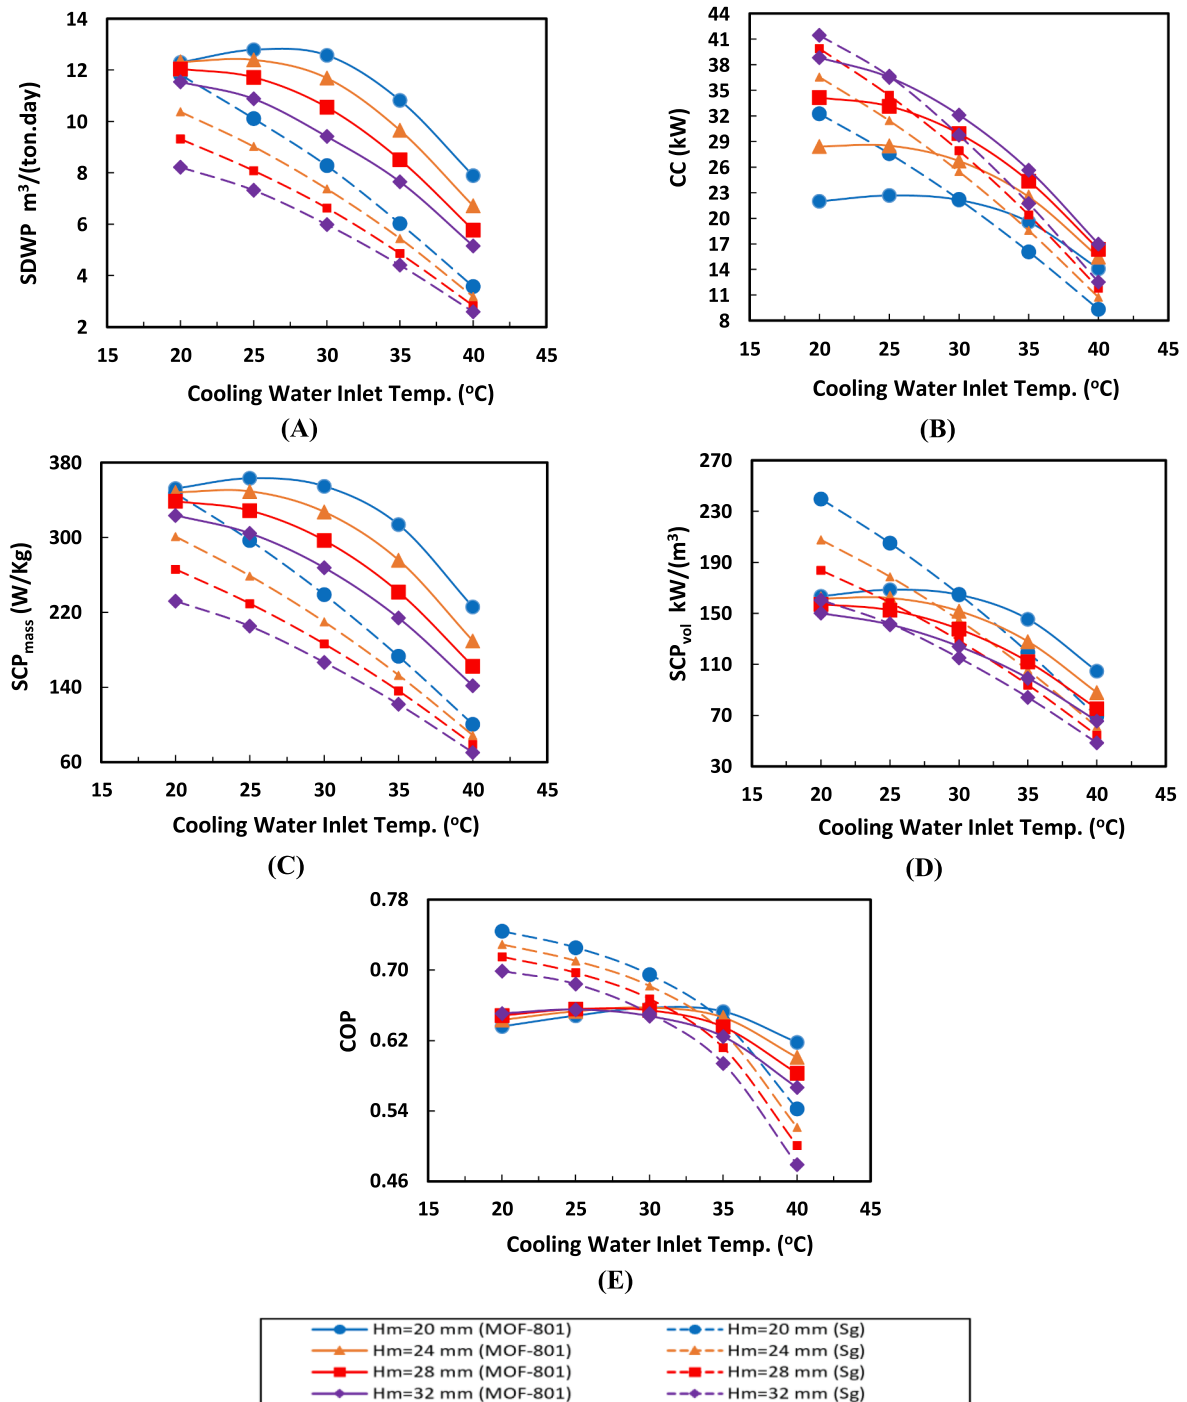 SDWP m³/(ton.day)
18
16
14
12
10
8
6
4
2
15 20 25 30 35 40 45
Cooling Water Inlet Temp. (°C)
(A)
CC (kW)
44
41
38
35
32
29
26
23
20
17
14
11
8
15 20 25 30 35 40 45
Cooling Water Inlet Temp. (°C)
(B)
SCPmass (W/Kg)
380
300
220
140
60
15 20 25 30 35 40 45
Cooling Water Inlet Temp. (°C)
(C)
SCPvol kW/(m³)
270
230
190
150
110
70
30
15 20 25 30 35 40 45
Cooling Water Inlet Temp. (°C)
(D)
COP
0.78
0.70
0.62
0.54
0.46
15 20 25 30 35 40 45
Cooling Water Inlet Temp. (°C)
(E)
Hm=20 mm (MOF-801) Hm=20 mm (Sg)
Hm=24 mm (MOF-801) Hm=24 mm (Sg)
Hm=28 mm (MOF-801) Hm=28 mm (Sg)
Hm=32 mm (MOF-801) Hm=32 mm (Sg)